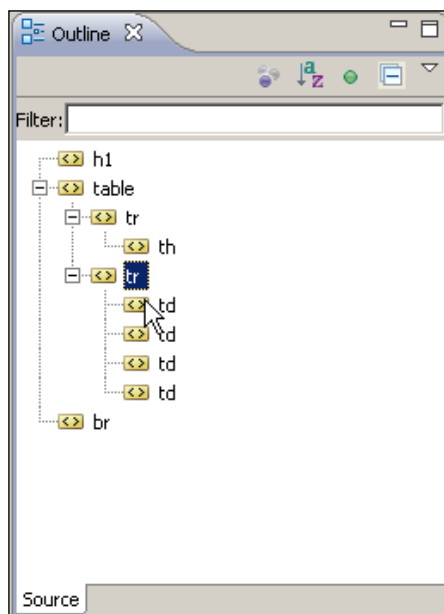 Outline
a
z
Filter:
h1
table
tr
th
tr
td
td
td
td
br
Source